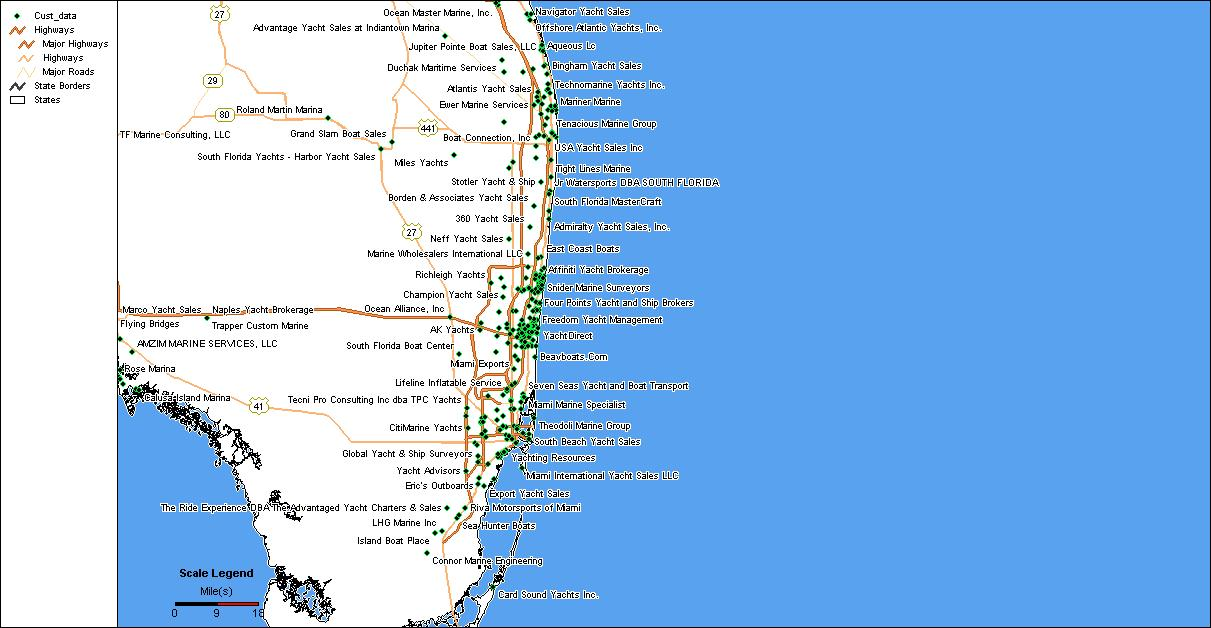 Cust_data
Highways
Major Highways
Highways
Major Roads
State Borders
States
27
Ocean Master Marine, Inc.
Navigator Yacht Sales
Advantage Yacht Sales at Indiantown Marina
Offshore Atlantic Yachts, Inc.
Jupiter Pointe Boat Sales, LLC
Aqueous Lc
Duchak Maritime Services
Bingham Yacht Sales
29
Atlantis Yacht Sales
Technomarine Yachts Inc.
Ewer Marine Services
Mariner Marine
Roland Martin Marina
80
441
Tenacious Marine Group
TF Marine Consulting, LLC
Grand Slam Boat Sales
Boat Connection, Inc
USA Yacht Sales Inc
South Florida Yachts - Harbor Yacht Sales
Miles Yachts
Tight Lines Marine
Stotler Yacht & Ship
Jr Watersports DBA SOUTH FLORIDA
Borden & Associates Yacht Sales
South Florida MasterCraft
360 Yacht Sales
Admiralty Yacht Sales, Inc.
27
Neff Yacht Sales
East Coast Boats
Marine Wholesalers International LLC
Affiniti Yacht Brokerage
Richleigh Yachts
Snider Marine Surveyors
Champion Yacht Sales
Four Points Yacht and Ship Brokers
Marco Yacht Sales
Naples Yacht Brokerage
Ocean Alliance, Inc
Freedom Yacht Management
Flying Bridges
Trapper Custom Marine
AK Yachts
YachtDirect
AMZIM MARINE SERVICES, LLC
South Florida Boat Center
Beavboats.Com
Rose Marina
Miami Exports
Lifeline Inflatable Service
Seven Seas Yacht and Boat Transport
Calusa Island Marina
41
Tecni Pro Consulting Inc dba TPC Yachts
Miami Marine Specialist
CitiMarine Yachts
Theodoli Marine Group
South Beach Yacht Sales
Global Yacht & Ship Surveyors
Yachting Resources
Yacht Advisors
Miami International Yacht Sales LLC
Eric's Outboards
Export Yacht Sales
The Ride Experience DBA The Advantaged Yacht Charters & Sales
Riva Motorsports of Miami
LHG Marine Inc
Sea Hunter Boats
Island Boat Place
Connor Marine Engineering
Card Sound Yachts Inc.
Scale Legend
Mile(s)
0 9 18